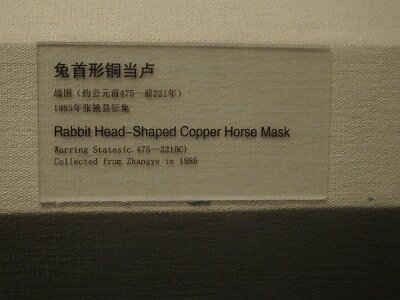 兔首形铜当卢
战国（约公元前475—前221年）
1985年张掖县征集
Rabbit Head-Shaped Copper Horse Mask
Warring States(c.475—221BC)
Collected from Zhangye in 1985